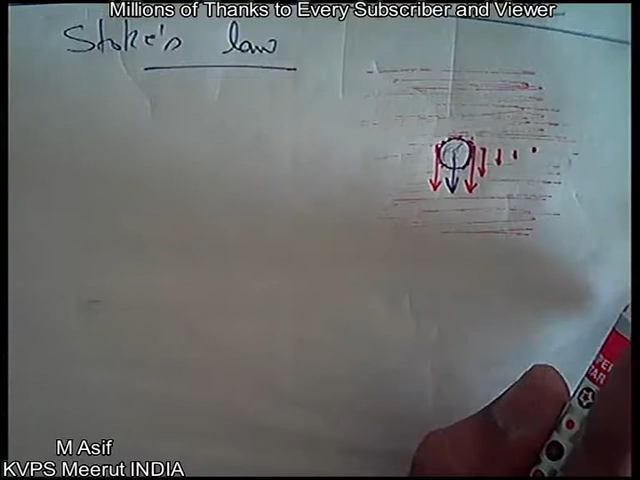 Millions of Thanks to Every Subscriber and Viewer
Stoke's law
M Asif
KVPS Meerut INDIA